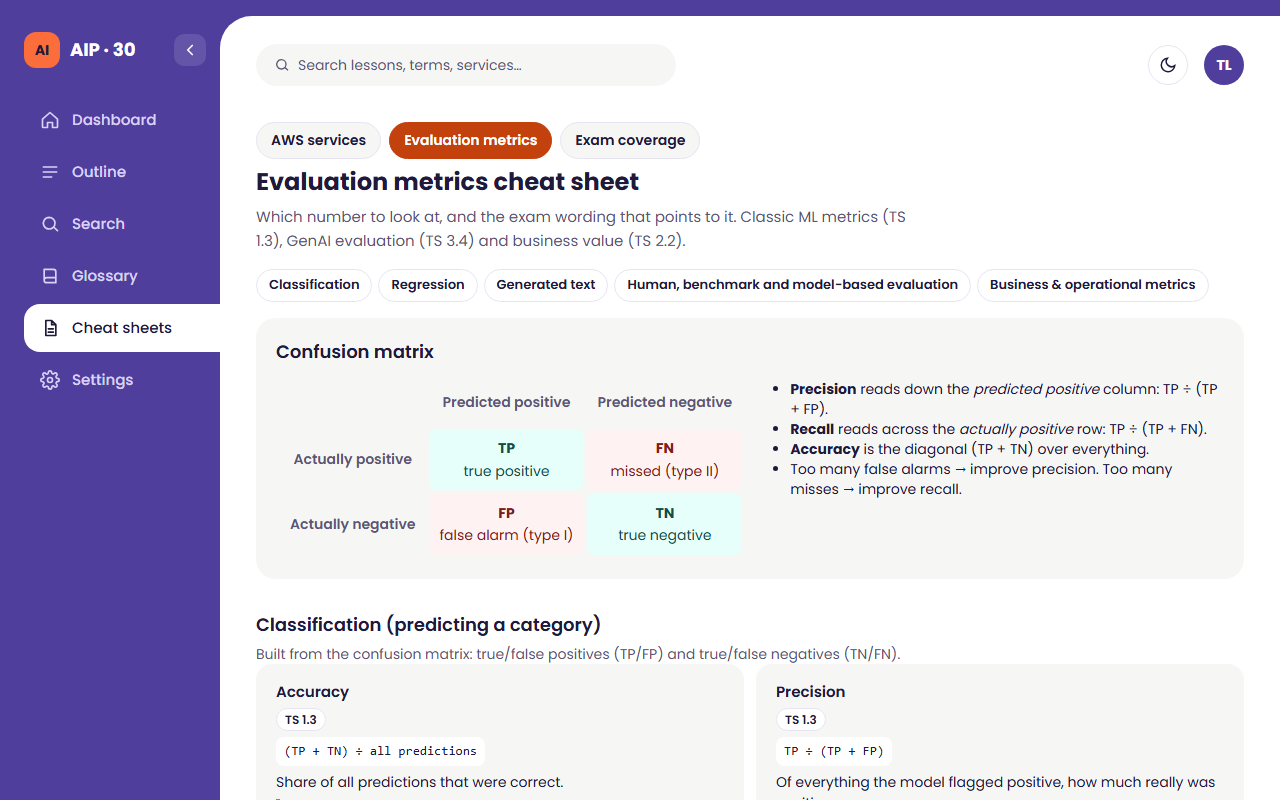 AI AIP · 30
Search lessons, terms, services...
TL
Dashboard
Outline
Search
Glossary
Cheat sheets
Settings
AWS services
Evaluation metrics
Exam coverage
Evaluation metrics cheat sheet
Which number to look at, and the exam wording that points to it. Classic ML metrics (TS
1.3), GenAI evaluation (TS 3.4) and business value (TS 2.2).
Classification
Regression
Generated text
Human, benchmark and model-based evaluation
Business & operational metrics
Confusion matrix
Predicted positive Predicted negative
Actually positive
TP
true positive
FN
missed (type II)
Actually negative
FP
false alarm (type I)
TN
true negative
• Precision reads down the predicted positive column: TP ÷ (TP
+ FP).
• Recall reads across the actually positive row: TP ÷ (TP + FN).
• Accuracy is the diagonal (TP + TN) over everything.
• Too many false alarms → improve precision. Too many
misses → improve recall.
Classification (predicting a category)
Built from the confusion matrix: true/false positives (TP/FP) and true/false negatives (TN/FN).
Accuracy
TS 1.3
(TP + TN) ÷ all predictions
Share of all predictions that were correct.
Precision
TS 1.3
TP ÷ (TP + FP)
Of everything the model flagged positive, how much really was